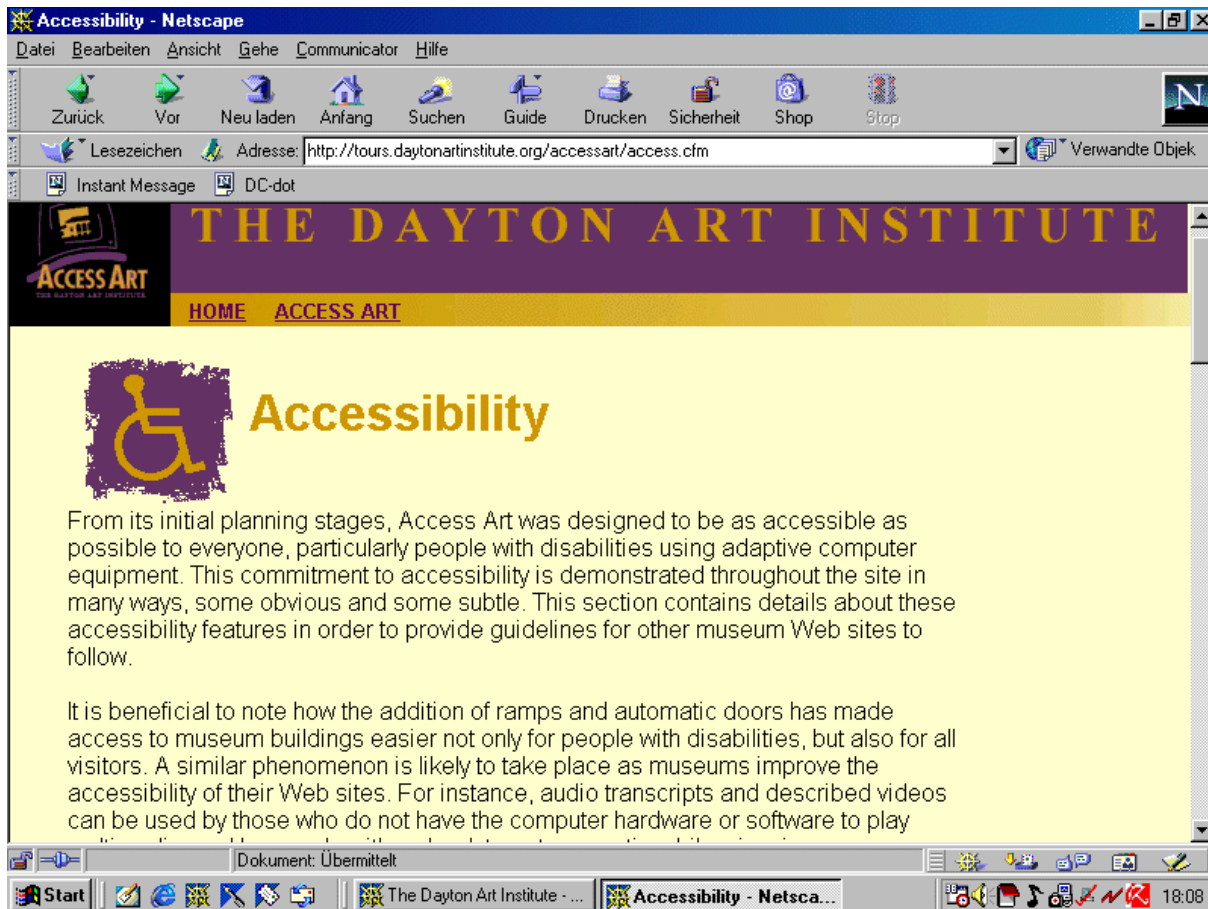 Accessibility - Netscape
Datei Bearbeiten Ansicht Gehe Communicator Hilfe
Zurück Vor Neu laden Anfang Suchen Guide Drucken Sicherheit Shop Stop
N
Lesezeichen Adresse: http://tours.daytonartinstitute.org/accessart/access.cfm Verwandte Objek
Instant Message DC-dot
THE DAYTON ART INSTITUTE
ACCESS ART
THE DAYTON ART INSTITUTE
HOME ACCESS ART
Accessibility
From its initial planning stages, Access Art was designed to be as accessible as
possible to everyone, particularly people with disabilities using adaptive computer
equipment. This commitment to accessibility is demonstrated throughout the site in
many ways, some obvious and some subtle. This section contains details about these
accessibility features in order to provide guidelines for other museum Web sites to
follow.
It is beneficial to note how the addition of ramps and automatic doors has made
access to museum buildings easier not only for people with disabilities, but also for all
visitors. A similar phenomenon is likely to take place as museums improve the
accessibility of their Web sites. For instance, audio transcripts and described videos
can be used by those who do not have the computer hardware or software to play
Dokument: Übermittelt
Start The Dayton Art Institute - ... Accessibility - Netsca... 18:08